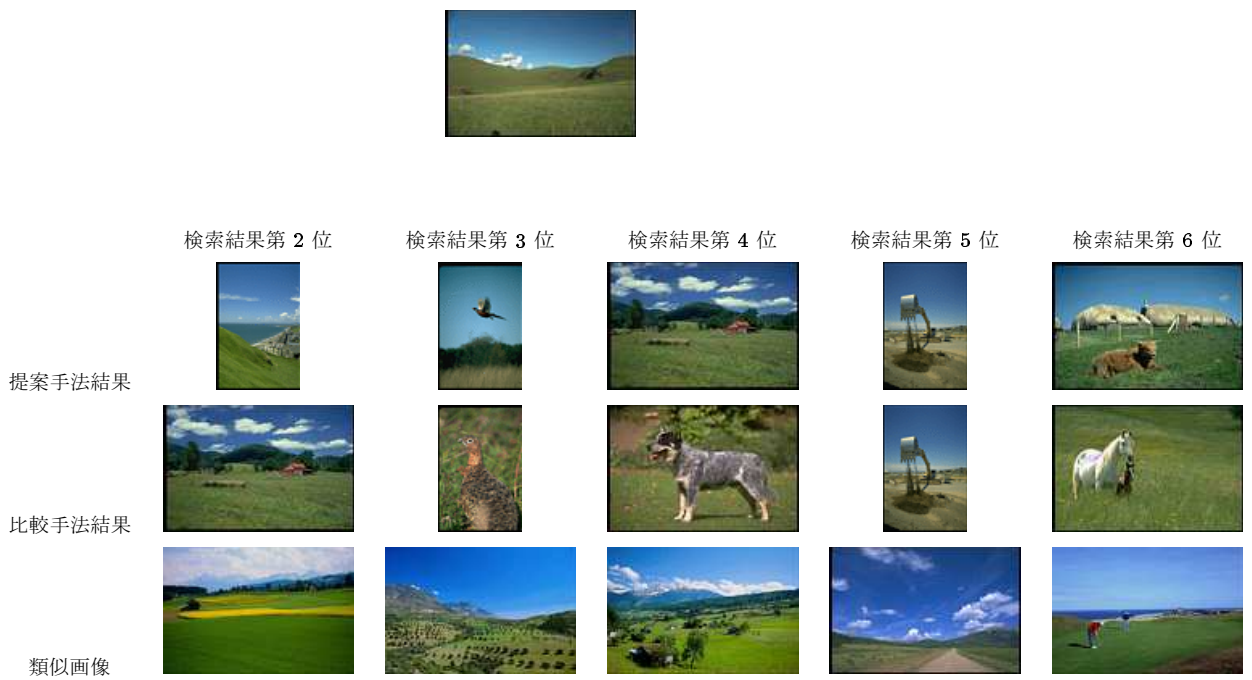 検索結果第 2 位
検索結果第 3 位
検索結果第 4 位
検索結果第 5 位
検索結果第 6 位
提案手法結果
比較手法結果
類似画像